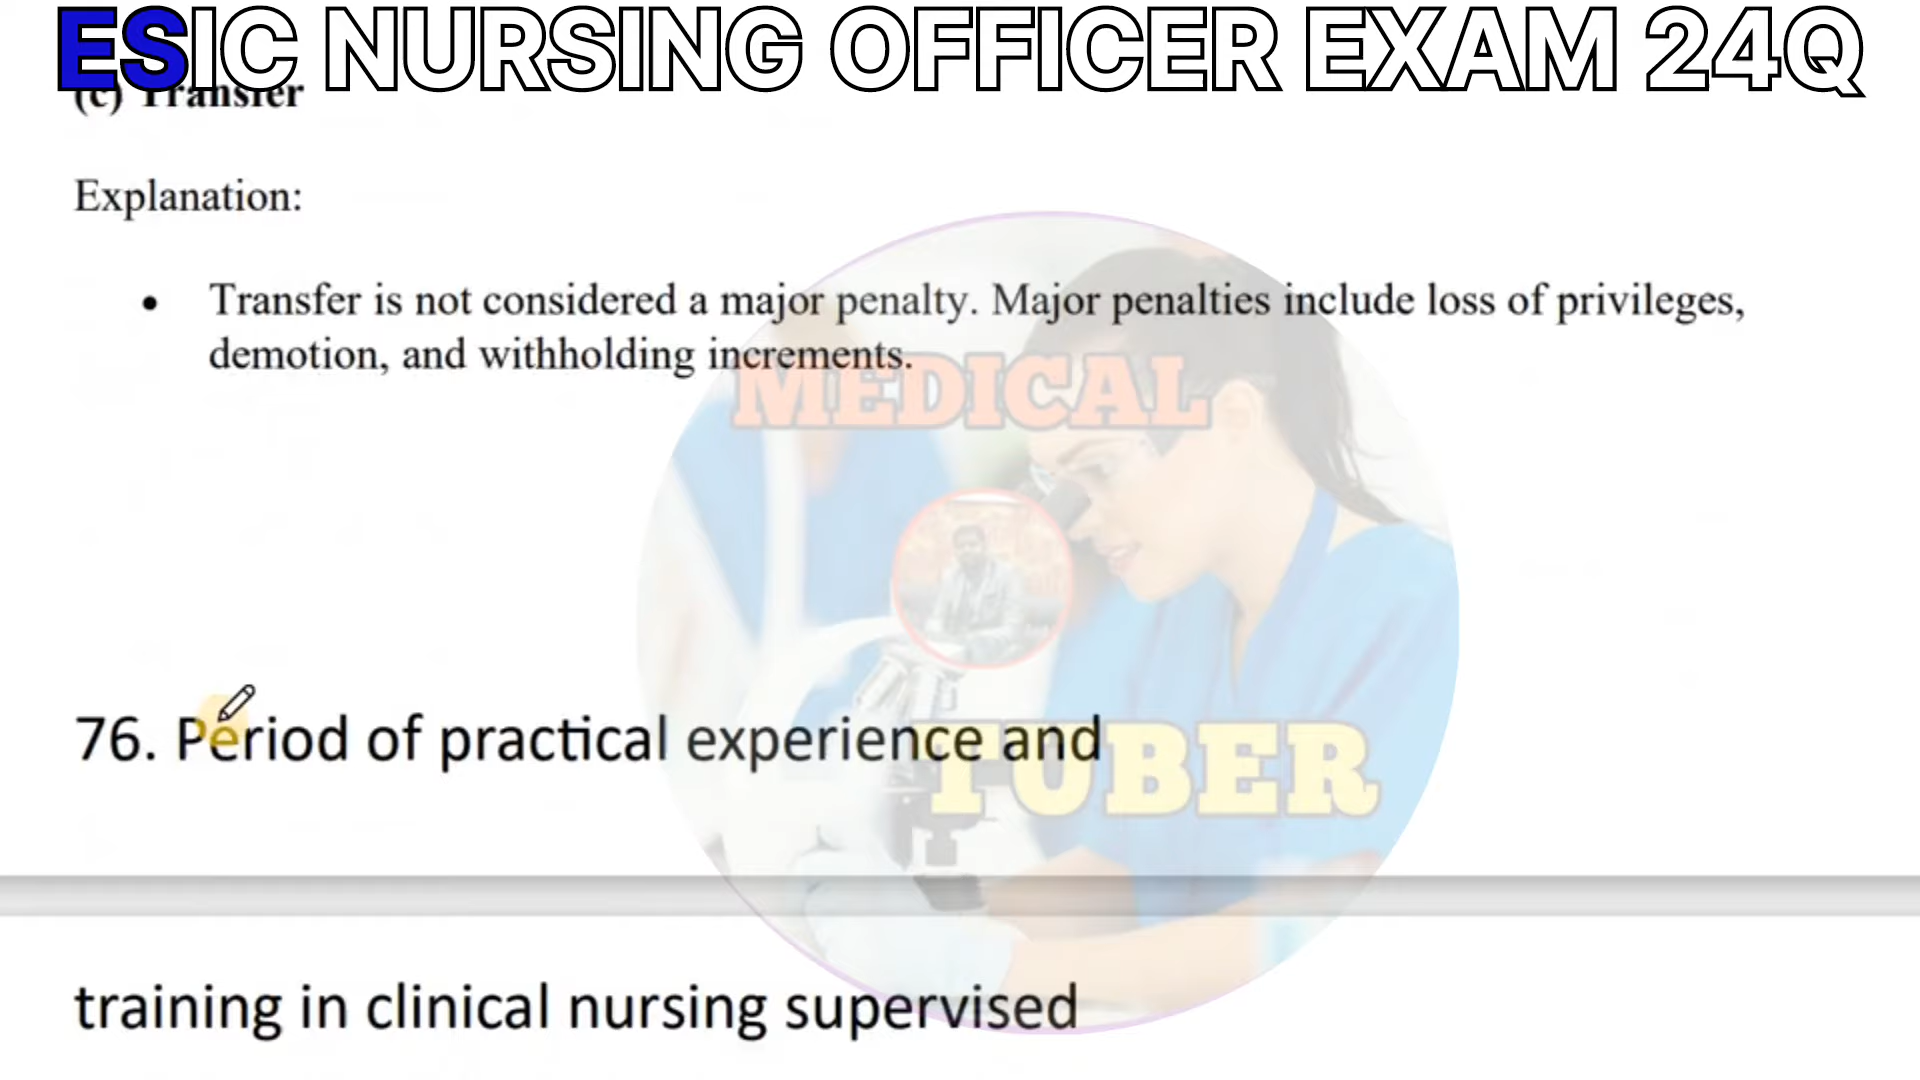 ESIC NURSING OFFICER EXAM 24Q
(c) Transfer
Explanation:
• Transfer is not considered a major penalty. Major penalties include loss of privileges,
demotion, and withholding increments.
MEDICAL
76. Period of practical experience and
TUBER
training in clinical nursing supervised